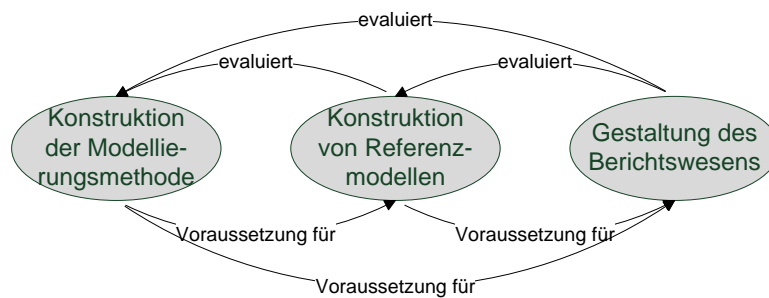 evaluiert
evaluiert
evaluiert
Konstruktion
der Modellie-
rungsmethode
Konstruktion
von Referenz-
modellen
Gestaltung des
Berichtswesens
Voraussetzung für
Voraussetzung für
Voraussetzung für